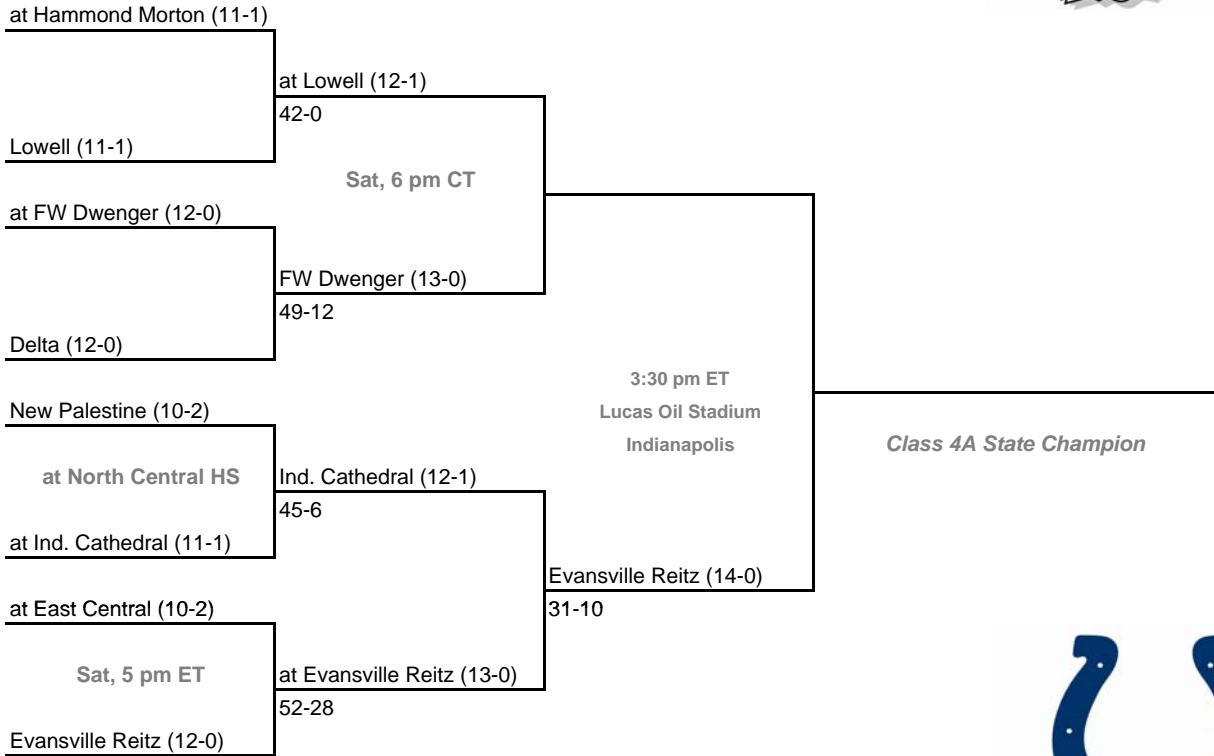 at Hammond Morton (11-1)
at Lowell (12-1)
42-0
Lowell (11-1)
Sat, 6 pm CT
at FW Dwenger (12-0)
FW Dwenger (13-0)
49-12
Delta (12-0)
3:30 pm ET
Lucas Oil Stadium
Indianapolis
Class 4A State Champion
New Palestine (10-2)
at North Central HS
Ind. Cathedral (12-1)
45-6
at Ind. Cathedral (11-1)
Evansville Reitz (14-0)
31-10
at East Central (10-2)
Sat, 5 pm ET
at Evansville Reitz (13-0)
52-28
Evansville Reitz (12-0)